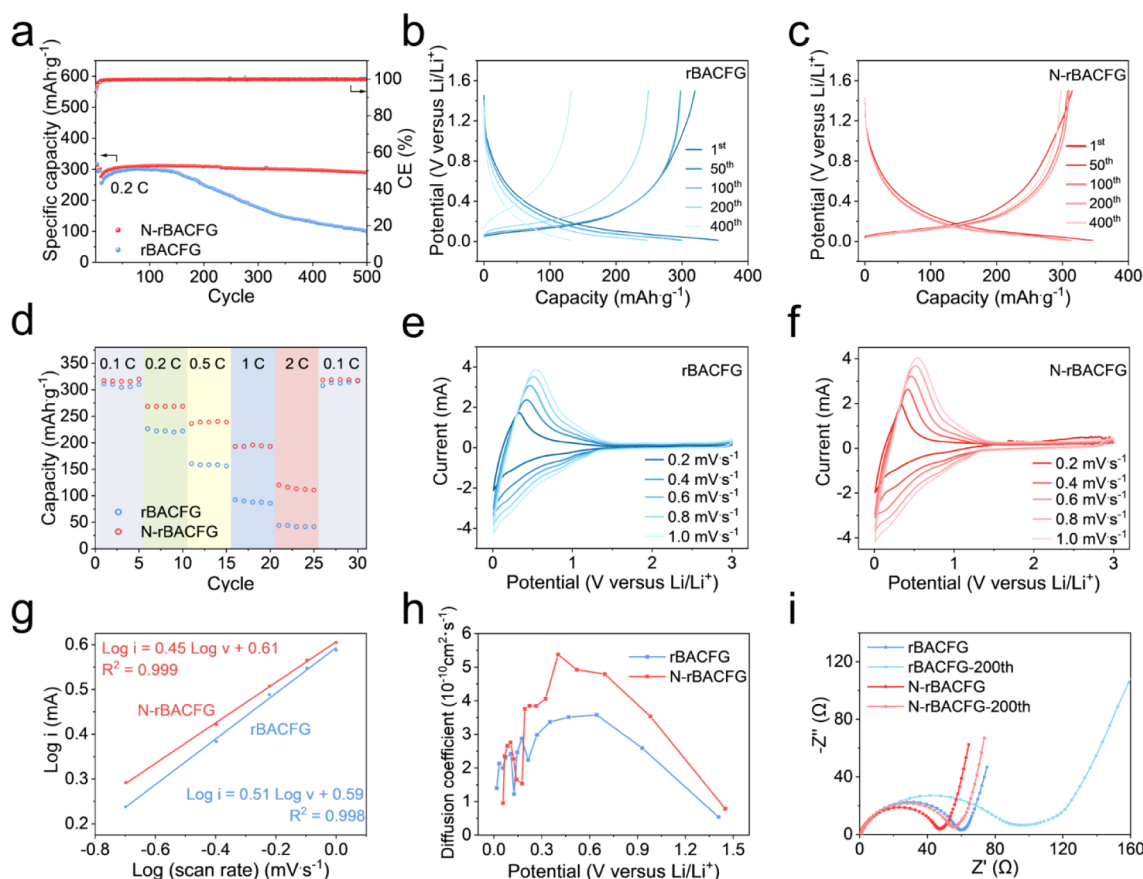 a
Specific capacity (mAh·g⁻¹)
600
500
400
300
200
100
0
0.2 C
N-rBACFG
rBACFG
100
80
60
40
20
0
CE (%)
0 100 200 300 400 500
Cycle
b
rBACFG
Potential (V versus Li/Li⁺)
1.6
1.2
0.8
0.4
0.0
1ˢᵗ
50ᵗʰ
100ᵗʰ
200ᵗʰ
400ᵗʰ
0 100 200 300 400
Capacity (mAh·g⁻¹)
c
N-rBACFG
Potential (V versus Li/Li⁺)
1.6
1.2
0.8
0.4
0.0
1ˢᵗ
50ᵗʰ
100ᵗʰ
200ᵗʰ
400ᵗʰ
0 100 200 300 400
Capacity (mAh·g⁻¹)
d
Capacity (mAh·g⁻¹)
350
300
250
200
150
100
50
0
0.1 C 0.2 C 0.5 C 1 C 2 C 0.1 C
rBACFG
N-rBACFG
0 5 10 15 20 25 30
Cycle
e
rBACFG
Current (mA)
4
2
0
-2
-4
0.2 mV·s⁻¹
0.4 mV·s⁻¹
0.6 mV·s⁻¹
0.8 mV·s⁻¹
1.0 mV·s⁻¹
0 1 2 3
Potential (V versus Li/Li⁺)
f
N-rBACFG
Current (mA)
4
2
0
-2
-4
0.2 mV·s⁻¹
0.4 mV·s⁻¹
0.6 mV·s⁻¹
0.8 mV·s⁻¹
1.0 mV·s⁻¹
0 1 2 3
Potential (V versus Li/Li⁺)
g
Log i (mA)
0.6
0.5
0.4
0.3
0.2
Log i = 0.45 Log v + 0.61
R² = 0.999
N-rBACFG
rBACFG
Log i = 0.51 Log v + 0.59
R² = 0.998
-0.8 -0.6 -0.4 -0.2 0.0
Log (scan rate) (mV·s⁻¹)
h
Diffusion coefficient (10⁻¹⁰cm²·s⁻¹)
6
5
4
3
2
1
0
rBACFG
N-rBACFG
0.0 0.3 0.6 0.9 1.2 1.5
Potential (V versus Li/Li⁺)
i
-Z'' (Ω)
120
80
40
0
rBACFG
rBACFG-200th
N-rBACFG
N-rBACFG-200th
0 40 80 120 160
Z' (Ω)